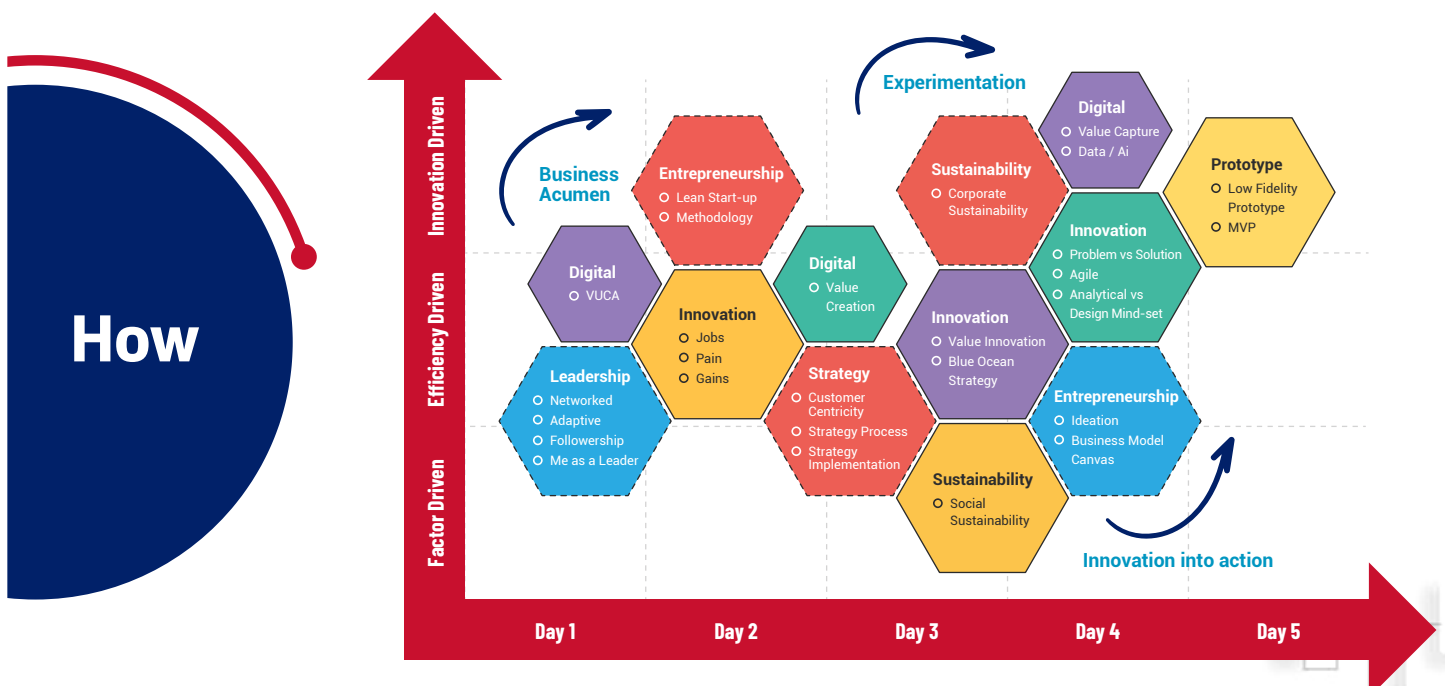 How
Innovation Driven
Efficiency Driven
Factor Driven
Business
Acumen
Experimentation
Innovation into action
Digital
VUCA
Leadership
Networked
Adaptive
Followership
Me as a Leader
Entrepreneurship
Lean Start-up
Methodology
Innovation
Jobs
Pain
Gains
Digital
Value
Creation
Strategy
Customer
Centricity
Strategy Process
Strategy
Implementation
Sustainability
Corporate
Sustainability
Innovation
Value Innovation
Blue Ocean
Strategy
Sustainability
Social
Sustainability
Digital
Value Capture
Data / Ai
Innovation
Problem vs Solution
Agile
Analytical vs
Design Mind-set
Entrepreneurship
Ideation
Business Model
Canvas
Prototype
Low Fidelity
Prototype
MVP
Day 1
Day 2
Day 3
Day 4
Day 5